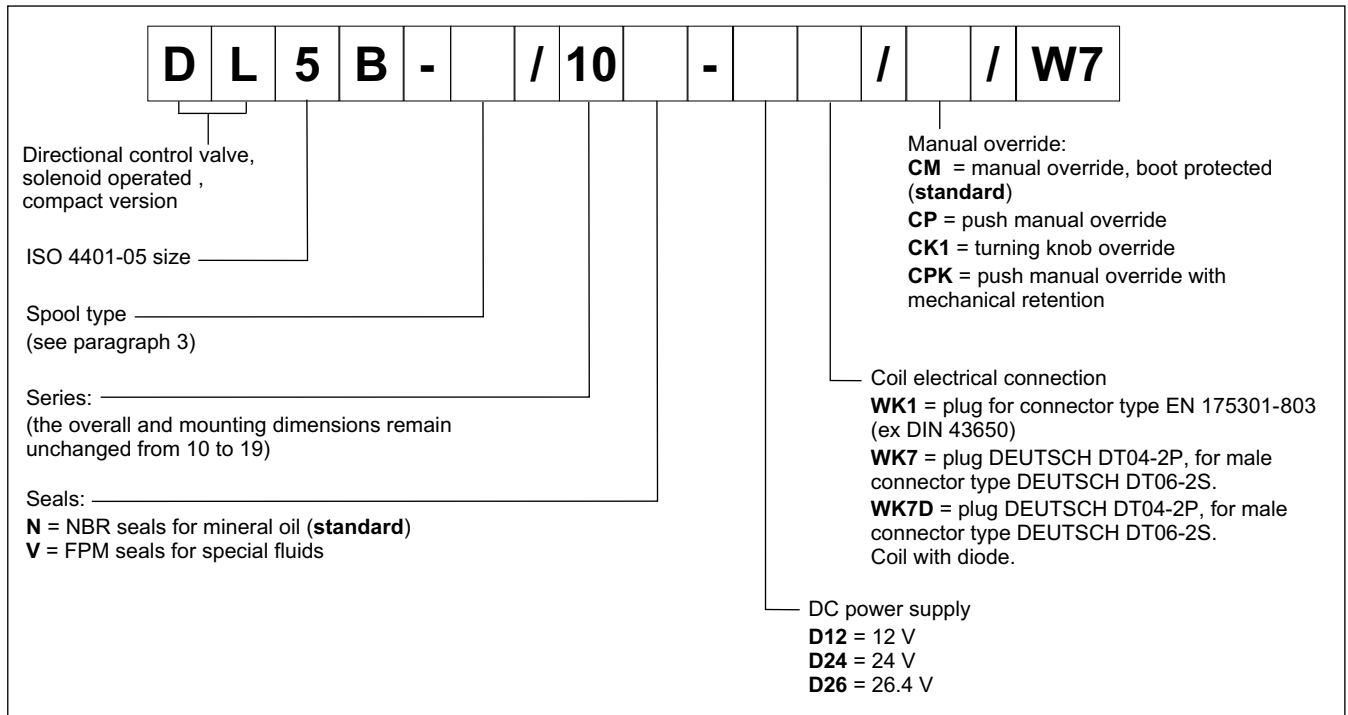 D L 5 B - / 10 - / / W7
Directional control valve,
solenoid operated ,
compact version
ISO 4401-05 size
Spool type
(see paragraph 3)
Series:
(the overall and mounting dimensions remain
unchanged from 10 to 19)
Seals:
N = NBR seals for mineral oil (standard)
V = FPM seals for special fluids
Manual override:
CM = manual override, boot protected
(standard)
CP = push manual override
CK1 = turning knob override
CPK = push manual override with
mechanical retention
Coil electrical connection
WK1 = plug for connector type EN 175301-803
(ex DIN 43650)
WK7 = plug DEUTSCH DT04-2P, for male
connector type DEUTSCH DT06-2S.
WK7D = plug DEUTSCH DT04-2P, for male
connector type DEUTSCH DT06-2S.
Coil with diode.
DC power supply
D12 = 12 V
D24 = 24 V
D26 = 26.4 V